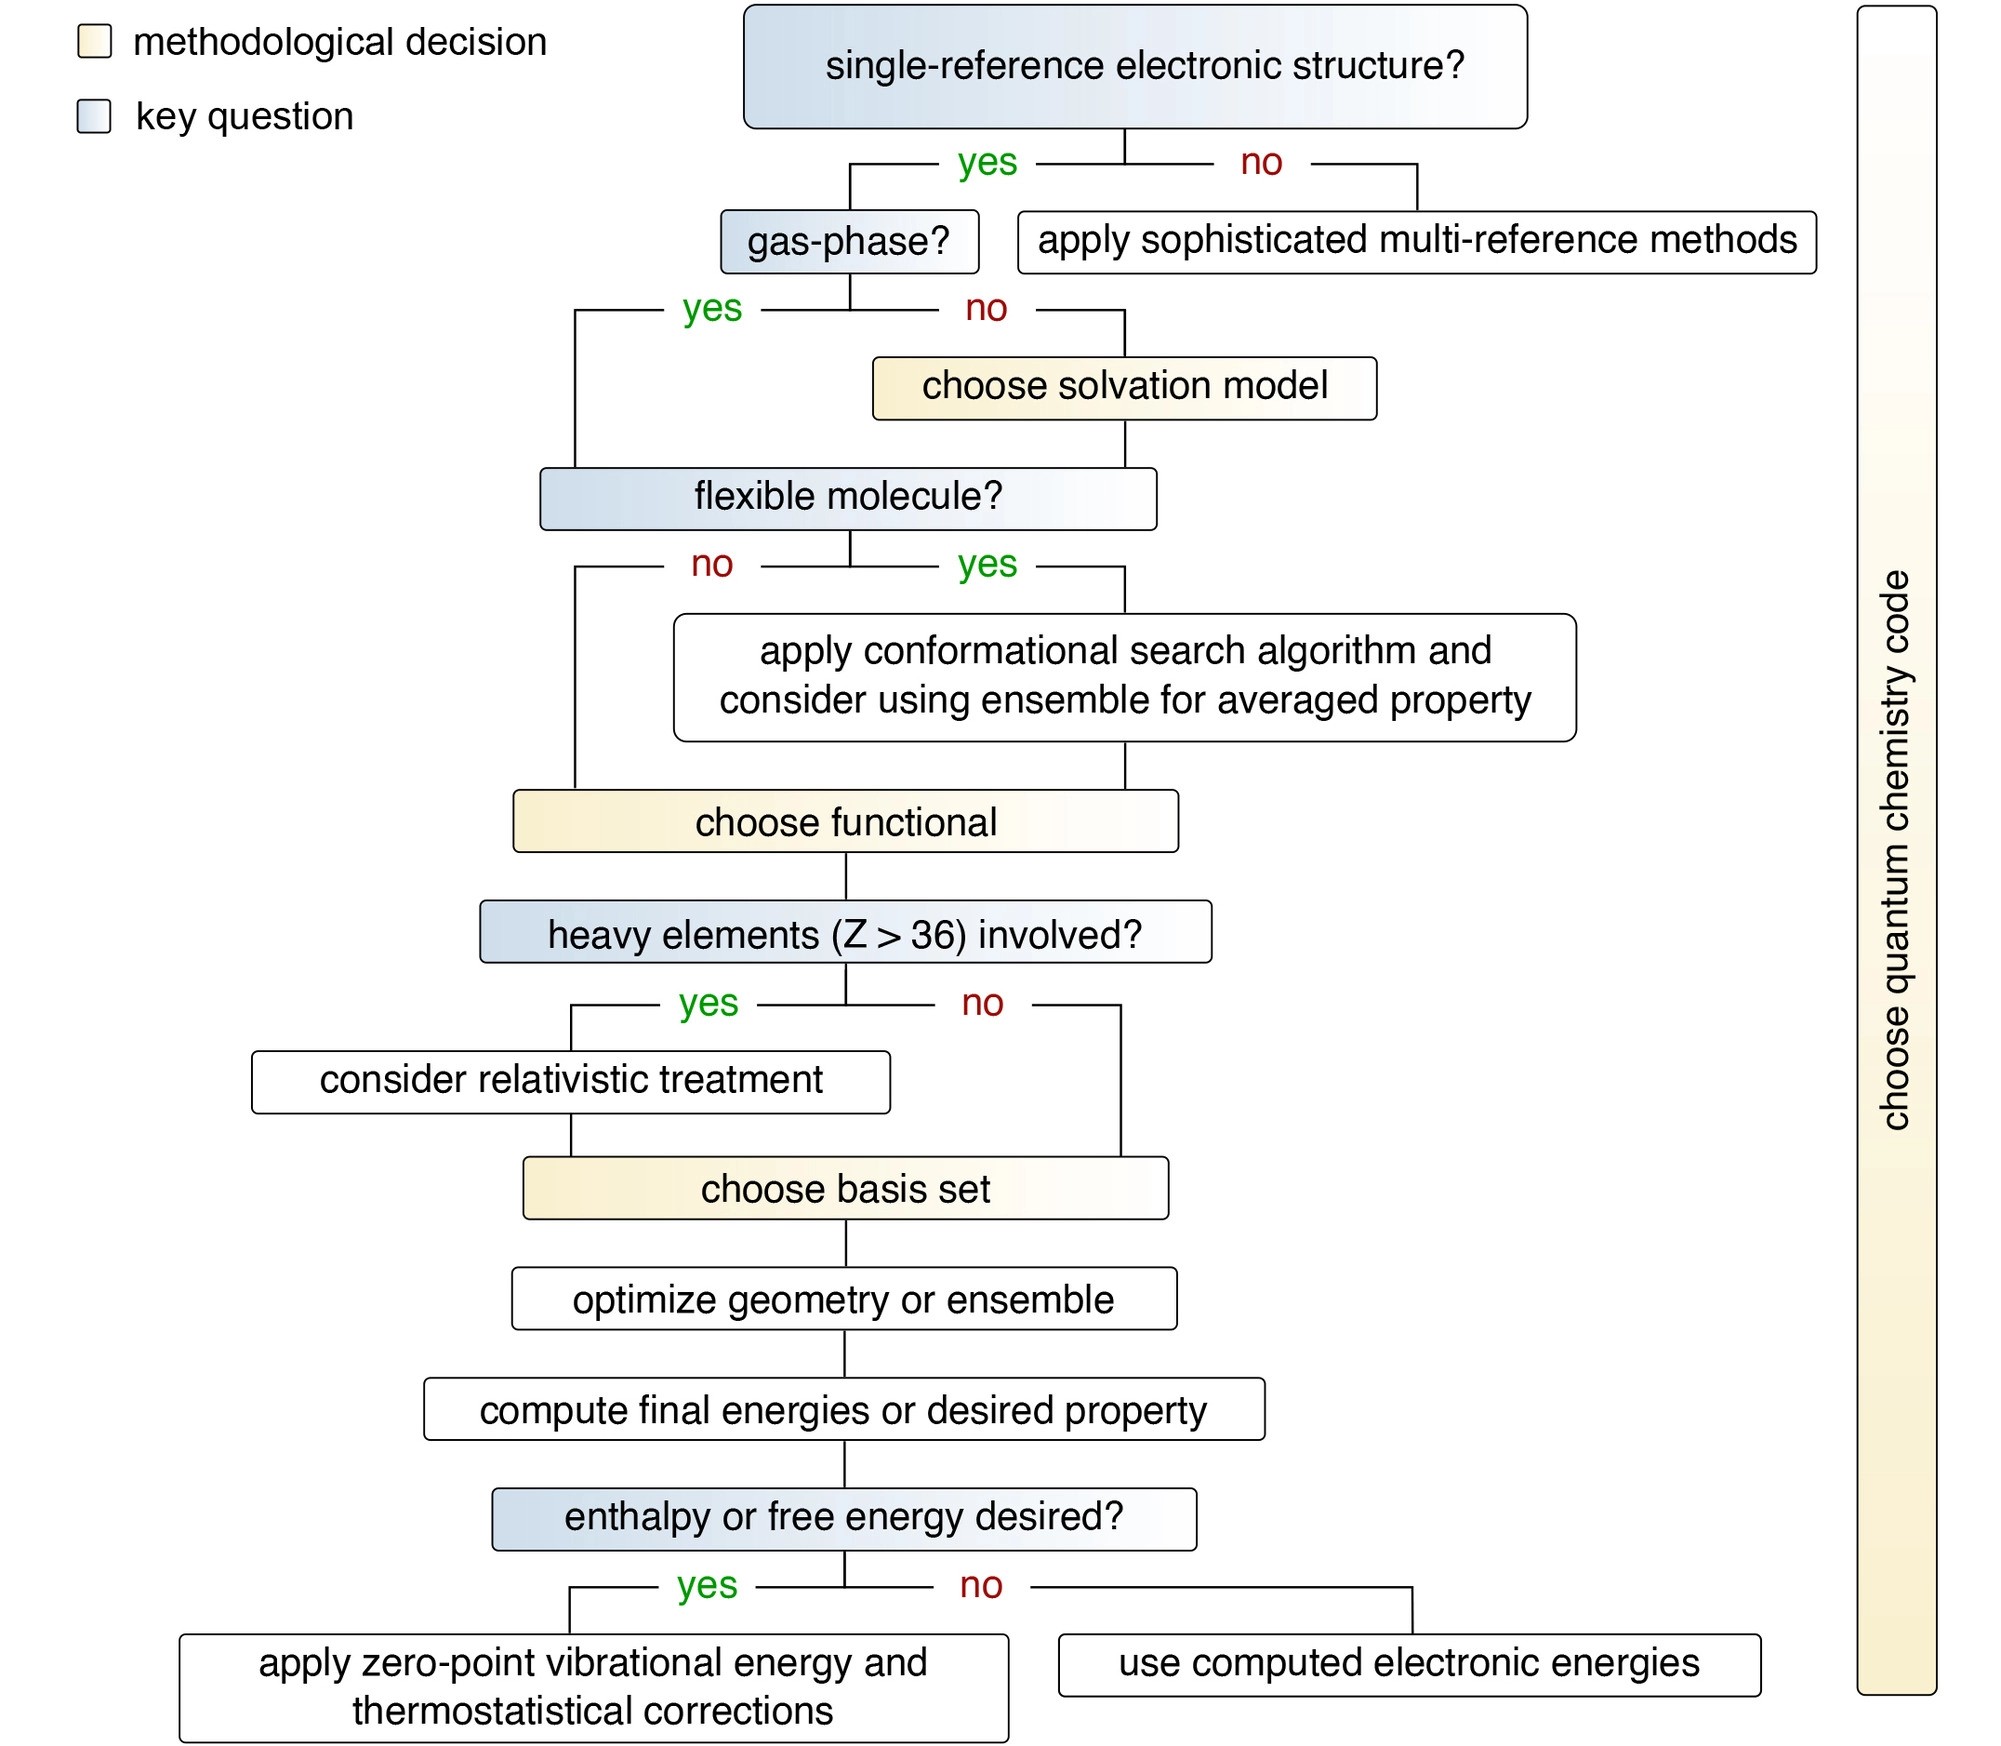 methodological decision
key question
single-reference electronic structure?
yes
no
gas-phase?
apply sophisticated multi-reference methods
yes
no
choose solvation model
flexible molecule?
no
yes
apply conformational search algorithm and
consider using ensemble for averaged property
choose functional
heavy elements (Z > 36) involved?
yes
no
consider relativistic treatment
choose basis set
optimize geometry or ensemble
compute final energies or desired property
enthalpy or free energy desired?
yes
no
apply zero-point vibrational energy and
thermostatistical corrections
use computed electronic energies
choose quantum chemistry code